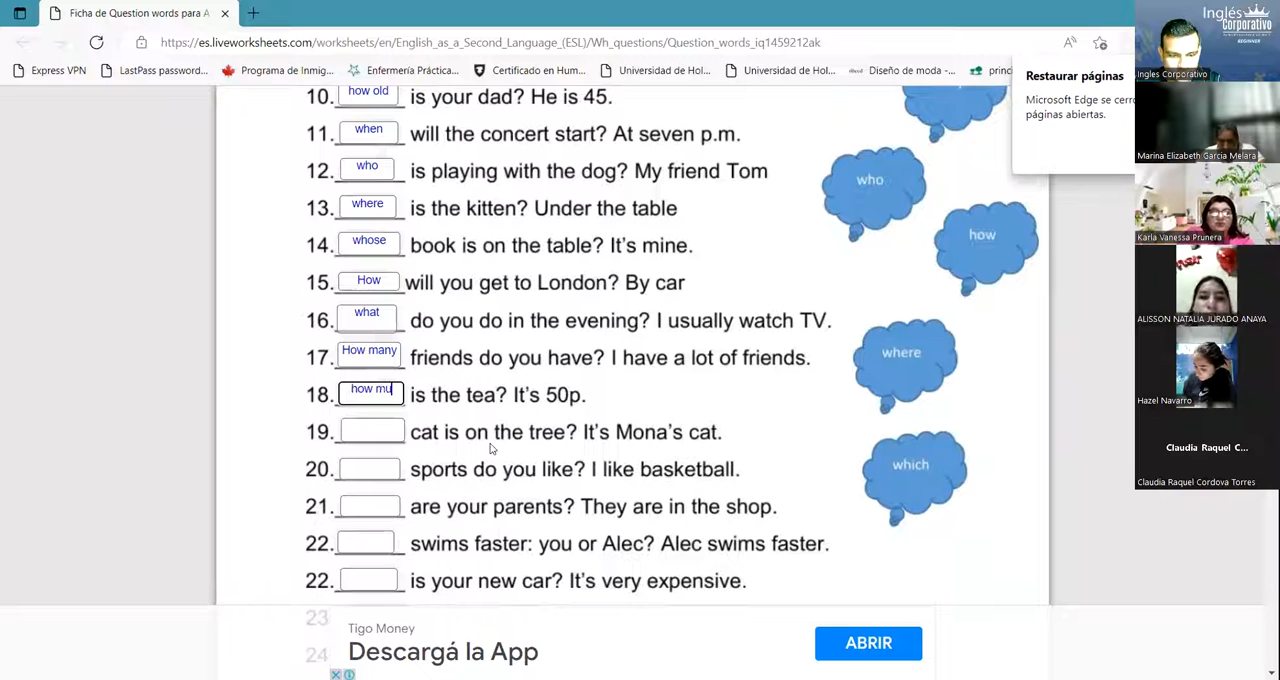 Ficha de Question words para A
https://es.liveworksheets.com/worksheets/en/English_as_a_Second_Language_(ESL)/Wh_questions/Question_words_iq1459212ak
Express VPN
LastPass password...
Programa de Inmig...
Enfermería Práctica...
Certificado en Hum...
Universidad de Hol...
Universidad de Hol...
Diseño de moda -...
princi
Restaurar páginas
Microsoft Edge se cerró
páginas abiertas.
10. how old is your dad? He is 45.
11. when will the concert start? At seven p.m.
12. who is playing with the dog? My friend Tom
13. where is the kitten? Under the table
14. whose book is on the table? It's mine.
15. How will you get to London? By car
16. what do you do in the evening? I usually watch TV.
17. How many friends do you have? I have a lot of friends.
18. how mu is the tea? It's 50p.
19. cat is on the tree? It's Mona's cat.
20. sports do you like? I like basketball.
21. are your parents? They are in the shop.
22. swims faster: you or Alec? Alec swims faster.
22. is your new car? It's very expensive.
23
24
who
how
where
which
Tigo Money
Descargá la App
ABRIR
Inglés
Corporativo
BEGINNER
Ingles Corporativo
Marina Elizabeth Garcia Melara
Karla Vanessa Prunera
ALISSON NATALIA JURADO ANAYA
Hazel Navarro
Claudia Raquel C...
Claudia Raquel Cordova Torres